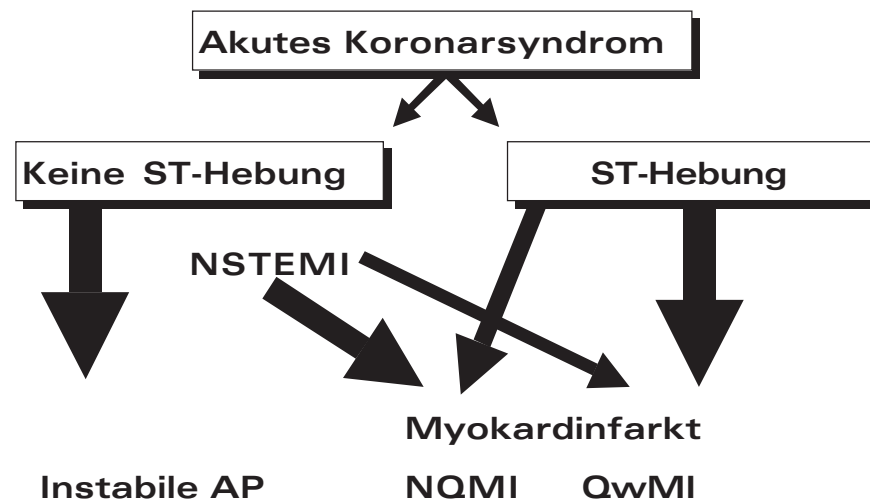 Akutes Koronarsyndrom
Keine ST-Hebung
ST-Hebung
NSTEMI
Myokardinfarkt
Instabile AP
NQMI
QwMI